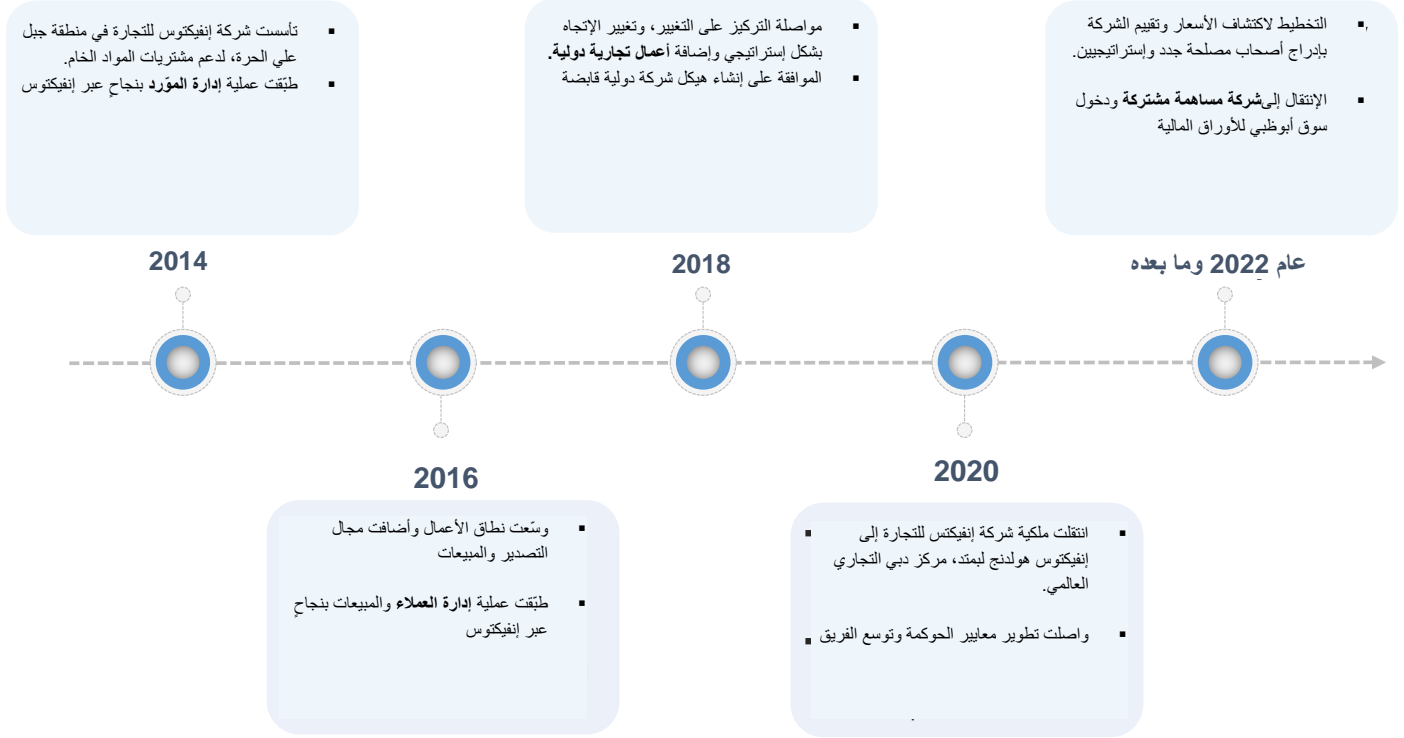 ▪ تأسست شركة إنفيكتوس للتجارة في منطقة جبل
علي الحرة، لدعم مشتريات المواد الخام.
▪ طبّقت عملية إدارة المورّد بنجاحٍ عبر إنفيكتوس
2014
وسّعت نطاق الأعمال وأضافت مجال
التصدير والمبيعات
▪ طبّقت عملية إدارة العملاء والمبيعات بنجاحٍ
عبر إنفيكتوس
2016
▪ مواصلة التركيز على التغيير، وتغيير الإتجاه
بشكل إستراتيجي وإضافة أعمال تجارية دولية.
▪ الموافقة على إنشاء هيكل شركة دولية قابضة
2018
▪ انتقلت ملكية شركة إنفيكتس للتجارة إلى
إنفيكتوس هولدنج لبمتد، مركز دبي التجاري
العالمي.
▪ واصلت تطوير معايير الحوكمة وتوسع الفريق
2020
▪ التخطيط لاكتشاف الأسعار وتقييم الشركة
بإدراج أصحاب مصلحة جدد وإستراتيجيين.
▪ الإنتقال إلىشركة مساهمة مشتركة ودخول
سوق أبوظبي للأوراق المالية
عام 2022 وما بعده